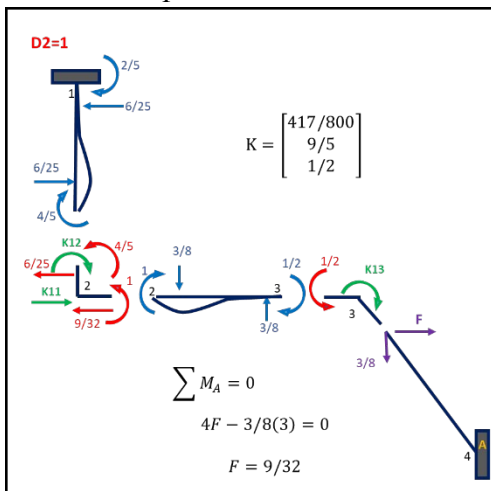 D2=1
2/5
1
6/25
K = [417/800
9/5
1/2]
6/25
4/5
K12
4/5
6/25
2
1
K11
9/32
3/8
1
2
3
3/8
1/2
1/2
K13
3
F
3/8
∑ M_A = 0
4F − 3/8(3) = 0
F = 9/32
4
A